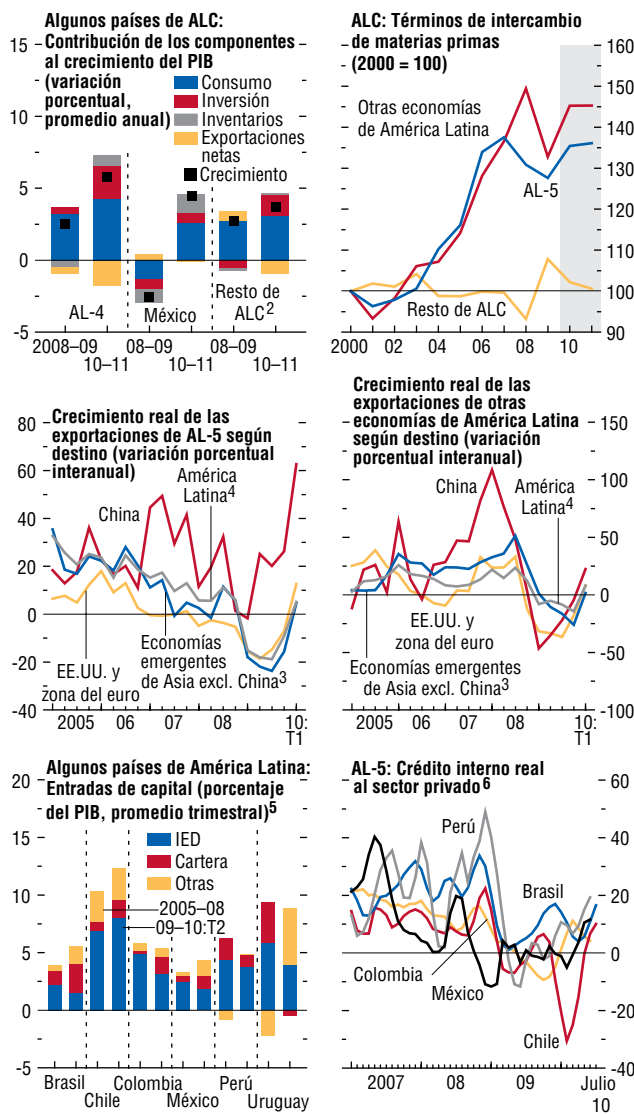 Algunos países de ALC:
Contribución de los componentes
al crecimiento del PIB
(variación
porcentual,
promedio anual)
Consumo
Inversión
Inventarios
Exportaciones
netas
Crecimiento
15
10
5
0
-5
AL-4
México
Resto de
ALC2
2008–09
10–11
08–09
10–11
08–09
10–11
ALC: Términos de intercambio
de materias primas
(2000 = 100)
Otras economías
de América Latina
AL-5
Resto de ALC
160
150
140
130
120
110
100
90
2000
02
04
06
08
10
Crecimiento real de las
exportaciones de AL-5 según
destino (variación porcentual
interanual)
América
Latina4
China
EE.UU. y
zona del euro
Economías
emergentes
de Asia excl. China3
80
60
40
20
0
-20
-40
2005
06
07
08
09
10:
T1
Crecimiento real de las
exportaciones de otras
economías de América Latina
según destino (variación
porcentual interanual)
China
América
Latina4
EE.UU. y
zona del euro
Economías emergentes
de Asia excl. China3
150
100
50
0
-50
-100
2005
06
07
08
09
10:
T1
Algunos países de América Latina:
Entradas de capital (porcentaje
del PIB, promedio trimestral)5
IED
Cartera
Otras
2005–08
09–10:T2
20
15
10
5
0
-5
Brasil
Chile
Colombia
México
Perú
Uruguay
AL-5: Crédito interno real
al sector privado6
Perú
Brasil
Colombia
México
Chile
60
40
20
0
-20
-40
2007
08
09
Julio
10